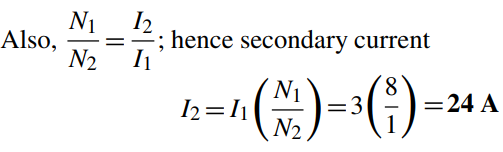 Also, N₁/N₂ = I₂/I₁; hence secondary current
I₂ = I₁ (N₁/N₂) = 3 (8/1) = 24 A